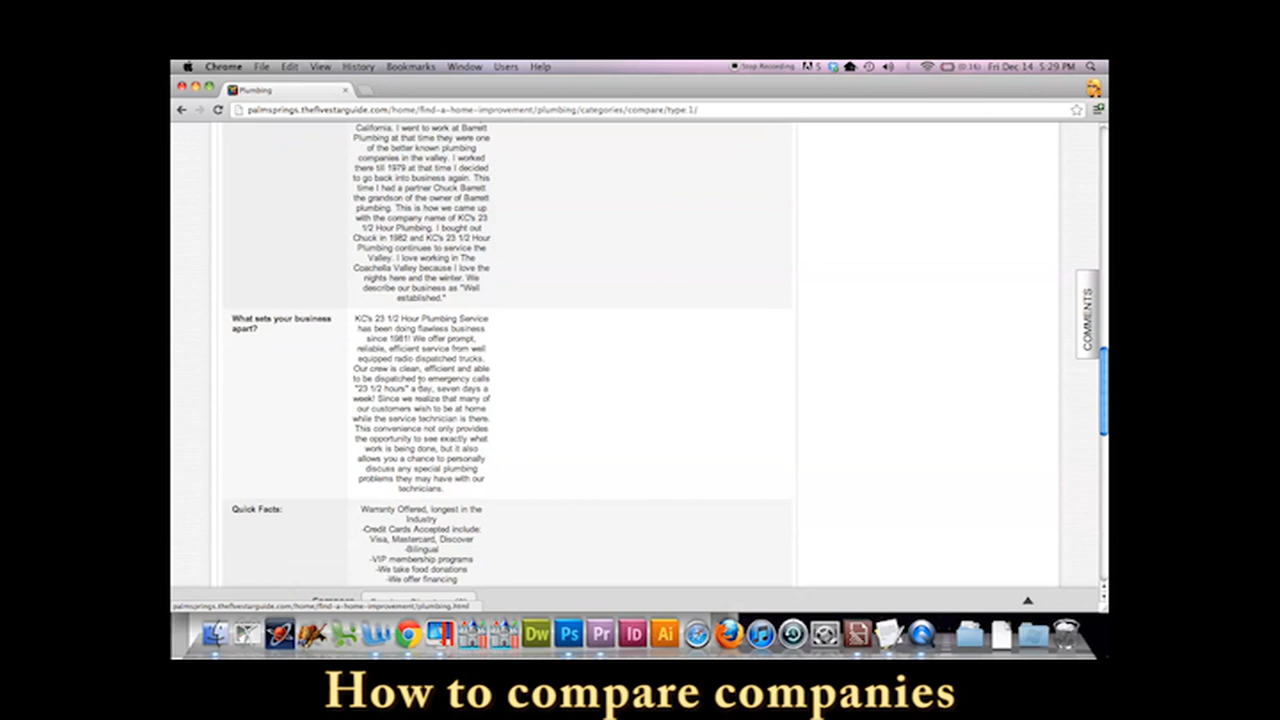 Chrome File Edit View History Bookmarks Window Users Help Stop Recording 5 (0:16) Fri Dec 14 5:29 PM
Plumbing
palmsprings.thefivestarguide.com/home/find-a-home-improvement/plumbing/categories/compare/type:1/
California. I went to work at Barrett
Plumbing at that time they were one
of the better known plumbing
companies in the valley. I worked
there till 1979 at that time I decided
to go back into business again. This
time I had a partner Chuck Barrett
the grandson of the owner of Barrett
plumbing. This is how we came up
with the company name of KC's 23
1/2 Hour Plumbing. I bought out
Chuck in 1982 and KC's 23 1/2 Hour
Plumbing continues to service the
Valley. I love working in The
Coachella Valley because I love the
nights here and the winter. We
describe our business as "Well
established."
What sets your business
apart?
KC's 23 1/2 Hour Plumbing Service
has been doing flawless business
since 1981! We offer prompt,
reliable, efficient service from well
equipped radio dispatched trucks.
Our crew is clean, efficient and able
to be dispatched to emergency calls
"23 1/2 hours" a day, seven days a
week! Since we realize that many of
our customers wish to be at home
while the service technician is there.
This convenience not only provides
the opportunity to see exactly what
work is being done, but it also
allows you a chance to personally
discuss any special plumbing
problems they may have with our
technicians.
Quick Facts:
Warranty Offered, longest in the
Industry
-Credit Cards Accepted include:
Visa, Mastercard, Discover
-Bilingual
-VIP membership programs
-We take food donations
-We offer financing
COMMENTS
palmsprings.thefivestarguide.com/home/find-a-home-improvement/plumbing.html
Dw Ps Pr Id Ai
How to compare companies